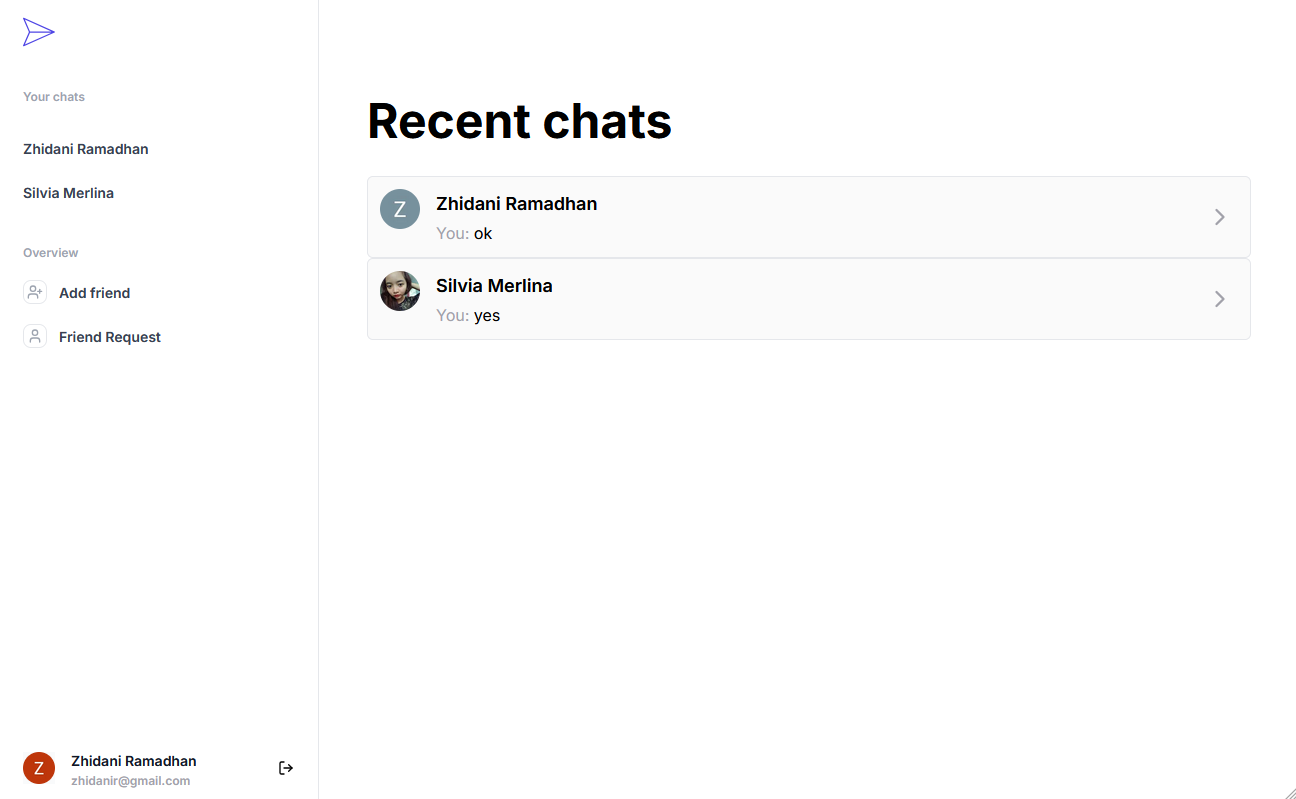 Your chats
Zhidani Ramadhan
Silvia Merlina
Overview
Add friend
Friend Request
Z
Zhidani Ramadhan
zhidanir@gmail.com
Recent chats
Z
Zhidani Ramadhan
You: ok
Silvia Merlina
You: yes